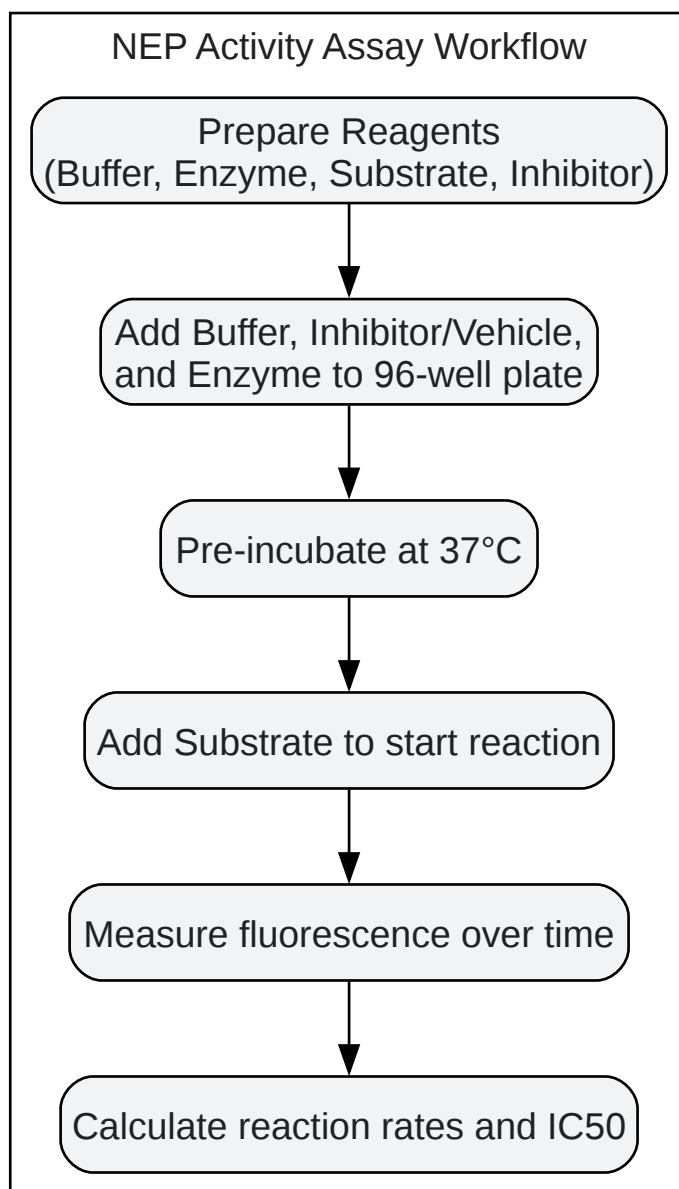 NEP Activity Assay Workflow
Prepare Reagents
(Buffer, Enzyme, Substrate, Inhibitor)
Add Buffer, Inhibitor/Vehicle,
and Enzyme to 96-well plate
Pre-incubate at 37°C
Add Substrate to start reaction
Measure fluorescence over time
Calculate reaction rates and IC50